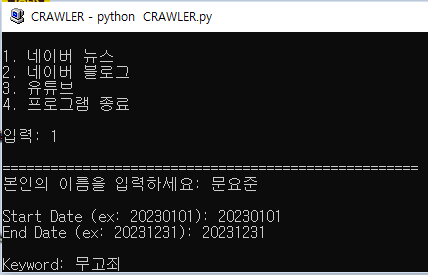 CRAWLER - python CRAWLER.py
1. 네이버 뉴스
2. 네이버 블로그
3. 유튜브
4. 프로그램 종료
입력: 1
====================================================
본인의 이름을 입력하세요: 문요준
Start Date (ex: 20230101): 20230101
End Date (ex: 20231231): 20231231
Keyword: 무고죄